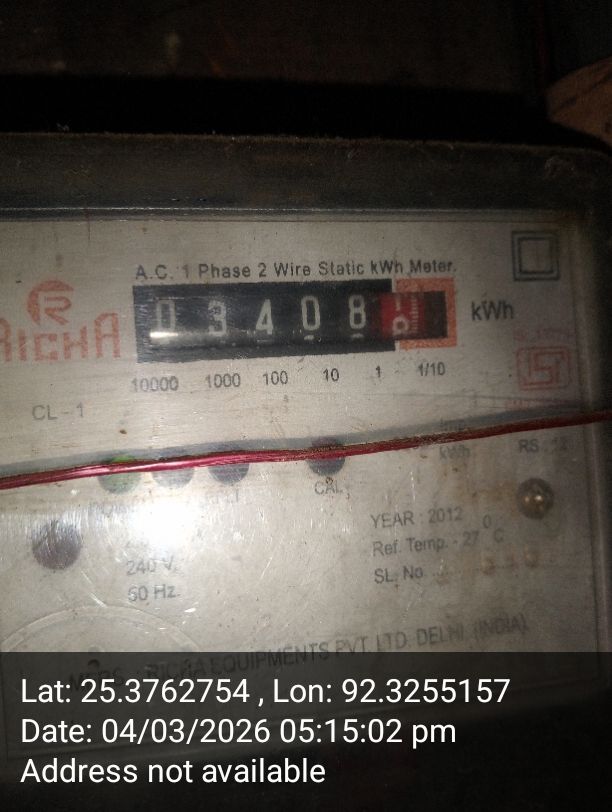 A.C. 1 Phase 2 Wire Static kWh Meter.
R
RICHA
0 3 4 0 8
kWh
10000 1000 100 10 1 1/10
CL - 1
CAL
kWh
RS : 12
YEAR : 2012
Ref. Temp. - 27 °C
240 V.
SL. No.
50 Hz.
RICHA EQUIPMENTS PVT. LTD. DELHI. (INDIA)
Lat: 25.3762754 , Lon: 92.3255157
Date: 04/03/2026 05:15:02 pm
Address not available